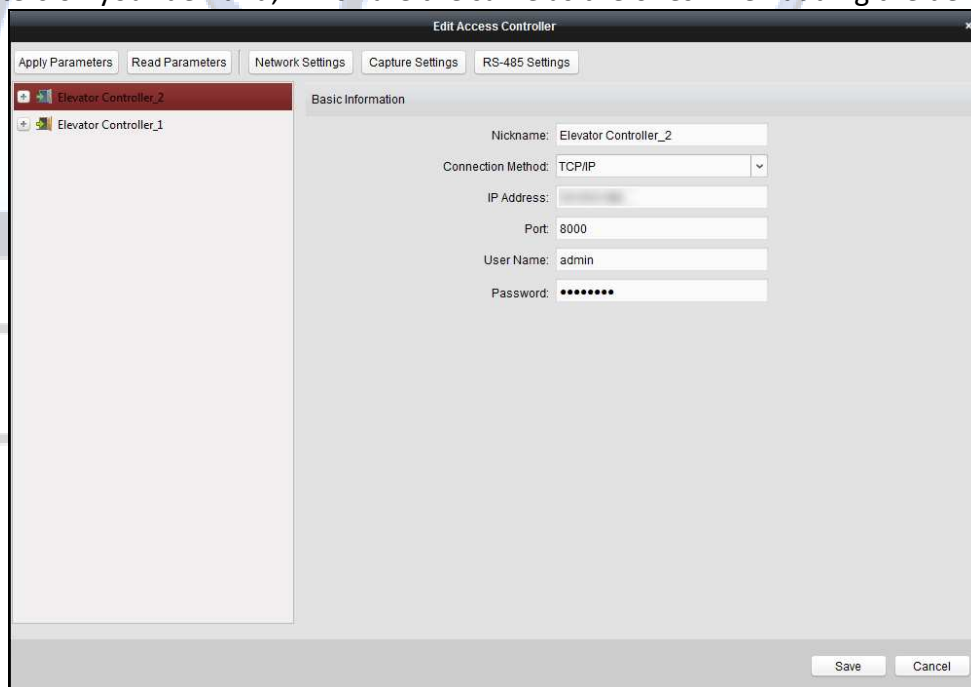 Edit Access Controller
Apply Parameters Read Parameters Network Settings Capture Settings RS-485 Settings
Elevator Controller_2
Elevator Controller_1
Basic Information
Nickname: Elevator Controller_2
Connection Method: TCP/IP
IP Address:
Port: 8000
User Name: admin
Password: ••••••••
Save Cancel